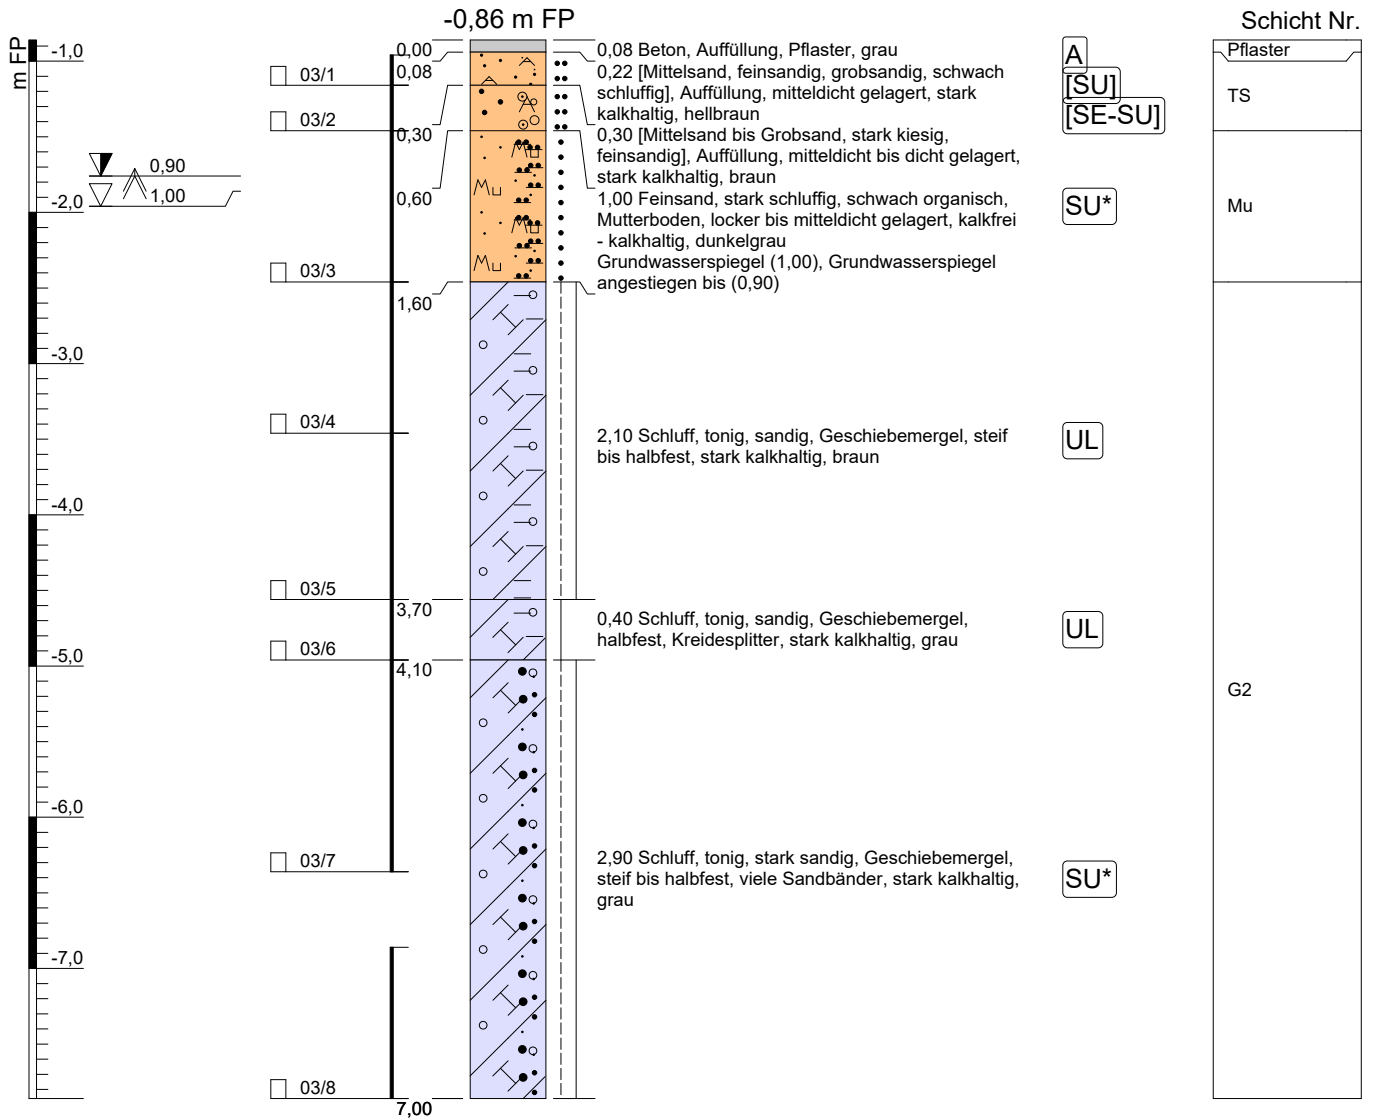 -0,86 m FP
Schicht Nr.
m FP
-1,0
-2,0
-3,0
-4,0
-5,0
-6,0
-7,0
0,90
1,00
03/1
03/2
03/3
03/4
03/5
03/6
03/7
03/8
0,00
0,08
0,30
0,60
1,60
3,70
4,10
7,00
0,08 Beton, Auffüllung, Pflaster, grau
0,22 [Mittelsand, feinsandig, grobsandig, schwach
schluffig], Auffüllung, mitteldicht gelagert, stark
kalkhaltig, hellbraun
0,30 [Mittelsand bis Grobsand, stark kiesig,
feinsandig], Auffüllung, mitteldicht bis dicht gelagert,
stark kalkhaltig, braun
1,00 Feinsand, stark schluffig, schwach organisch,
Mutterboden, locker bis mitteldicht gelagert, kalkfrei
- kalkhaltig, dunkelgrau
Grundwasserspiegel (1,00), Grundwasserspiegel
angestiegen bis (0,90)
2,10 Schluff, tonig, sandig, Geschiebemergel, steif
bis halbfest, stark kalkhaltig, braun
0,40 Schluff, tonig, sandig, Geschiebemergel,
halbfest, Kreidesplitter, stark kalkhaltig, grau
2,90 Schluff, tonig, stark sandig, Geschiebemergel,
steif bis halbfest, viele Sandbänder, stark kalkhaltig,
grau
A
[SU]
[SE-SU]
SU*
UL
UL
SU*
Pflaster
TS
Mu
G2